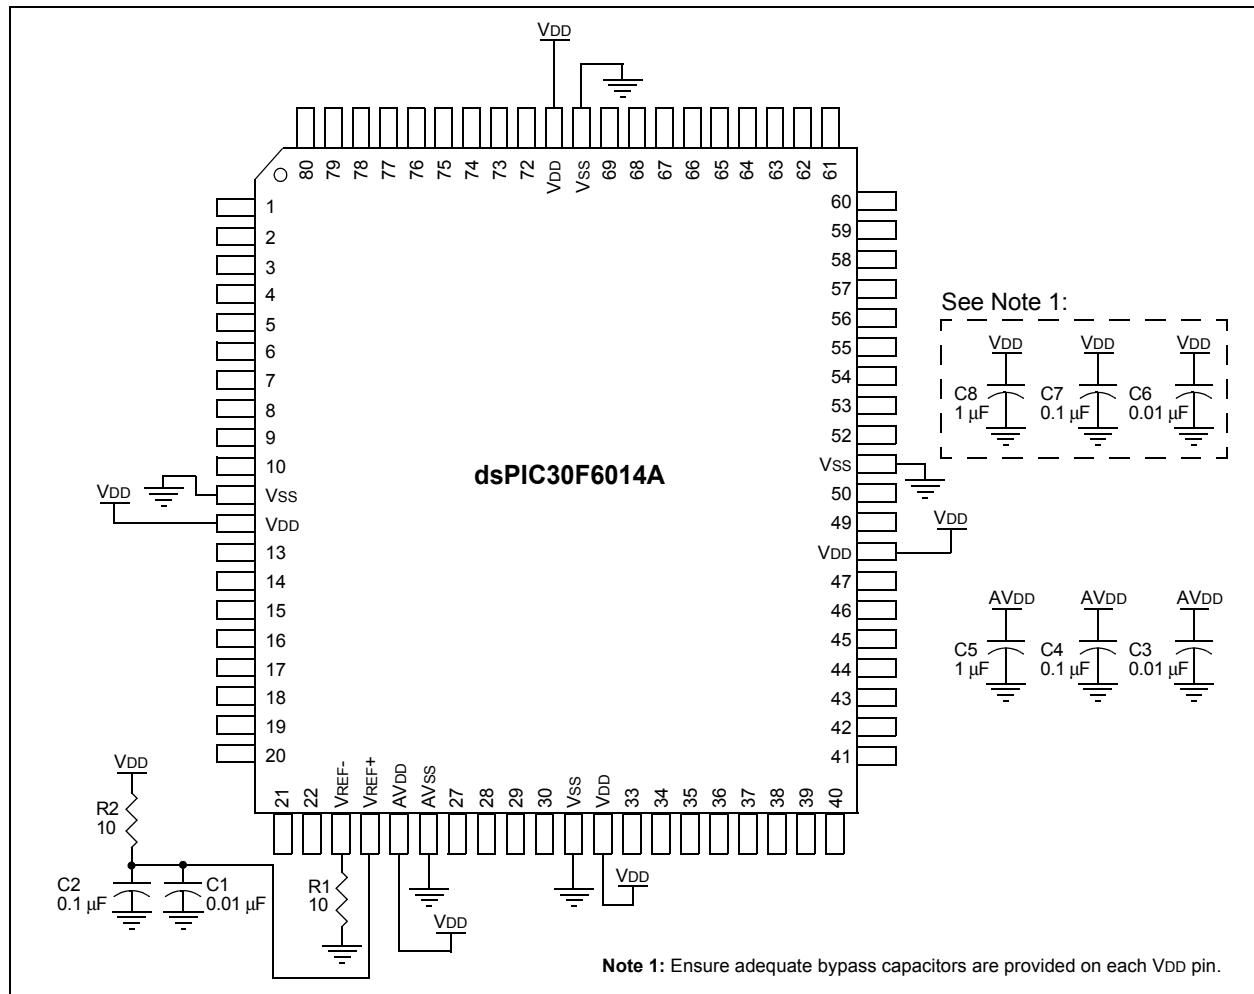 VDD
80 79 78 77 76 75 74 73 72 VDD VSS 69 68 67 66 65 64 63 62 61
1
2
3
4
5
6
7
8
9
10
VSS
VDD
VDD
13
14
15
16
17
18
19
20
dsPIC30F6014A
60
59
58
57
56
55
54
53
52
VSS
50
49
VDD
VDD
47
46
45
44
43
42
41
See Note 1:
VDD VDD VDD
C8 C7 C6
1 µF 0.1 µF 0.01 µF
AVDD AVDD AVDD
C5 C4 C3
1 µF 0.1 µF 0.01 µF
21 22 VREF- VREF+ AVDD AVSS 27 28 29 30 VSS VDD 33 34 35 36 37 38 39 40
VDD
R2
10
C2
0.1 µF
C1
0.01 µF
R1
10
VDD
VDD
Note 1: Ensure adequate bypass capacitors are provided on each VDD pin.